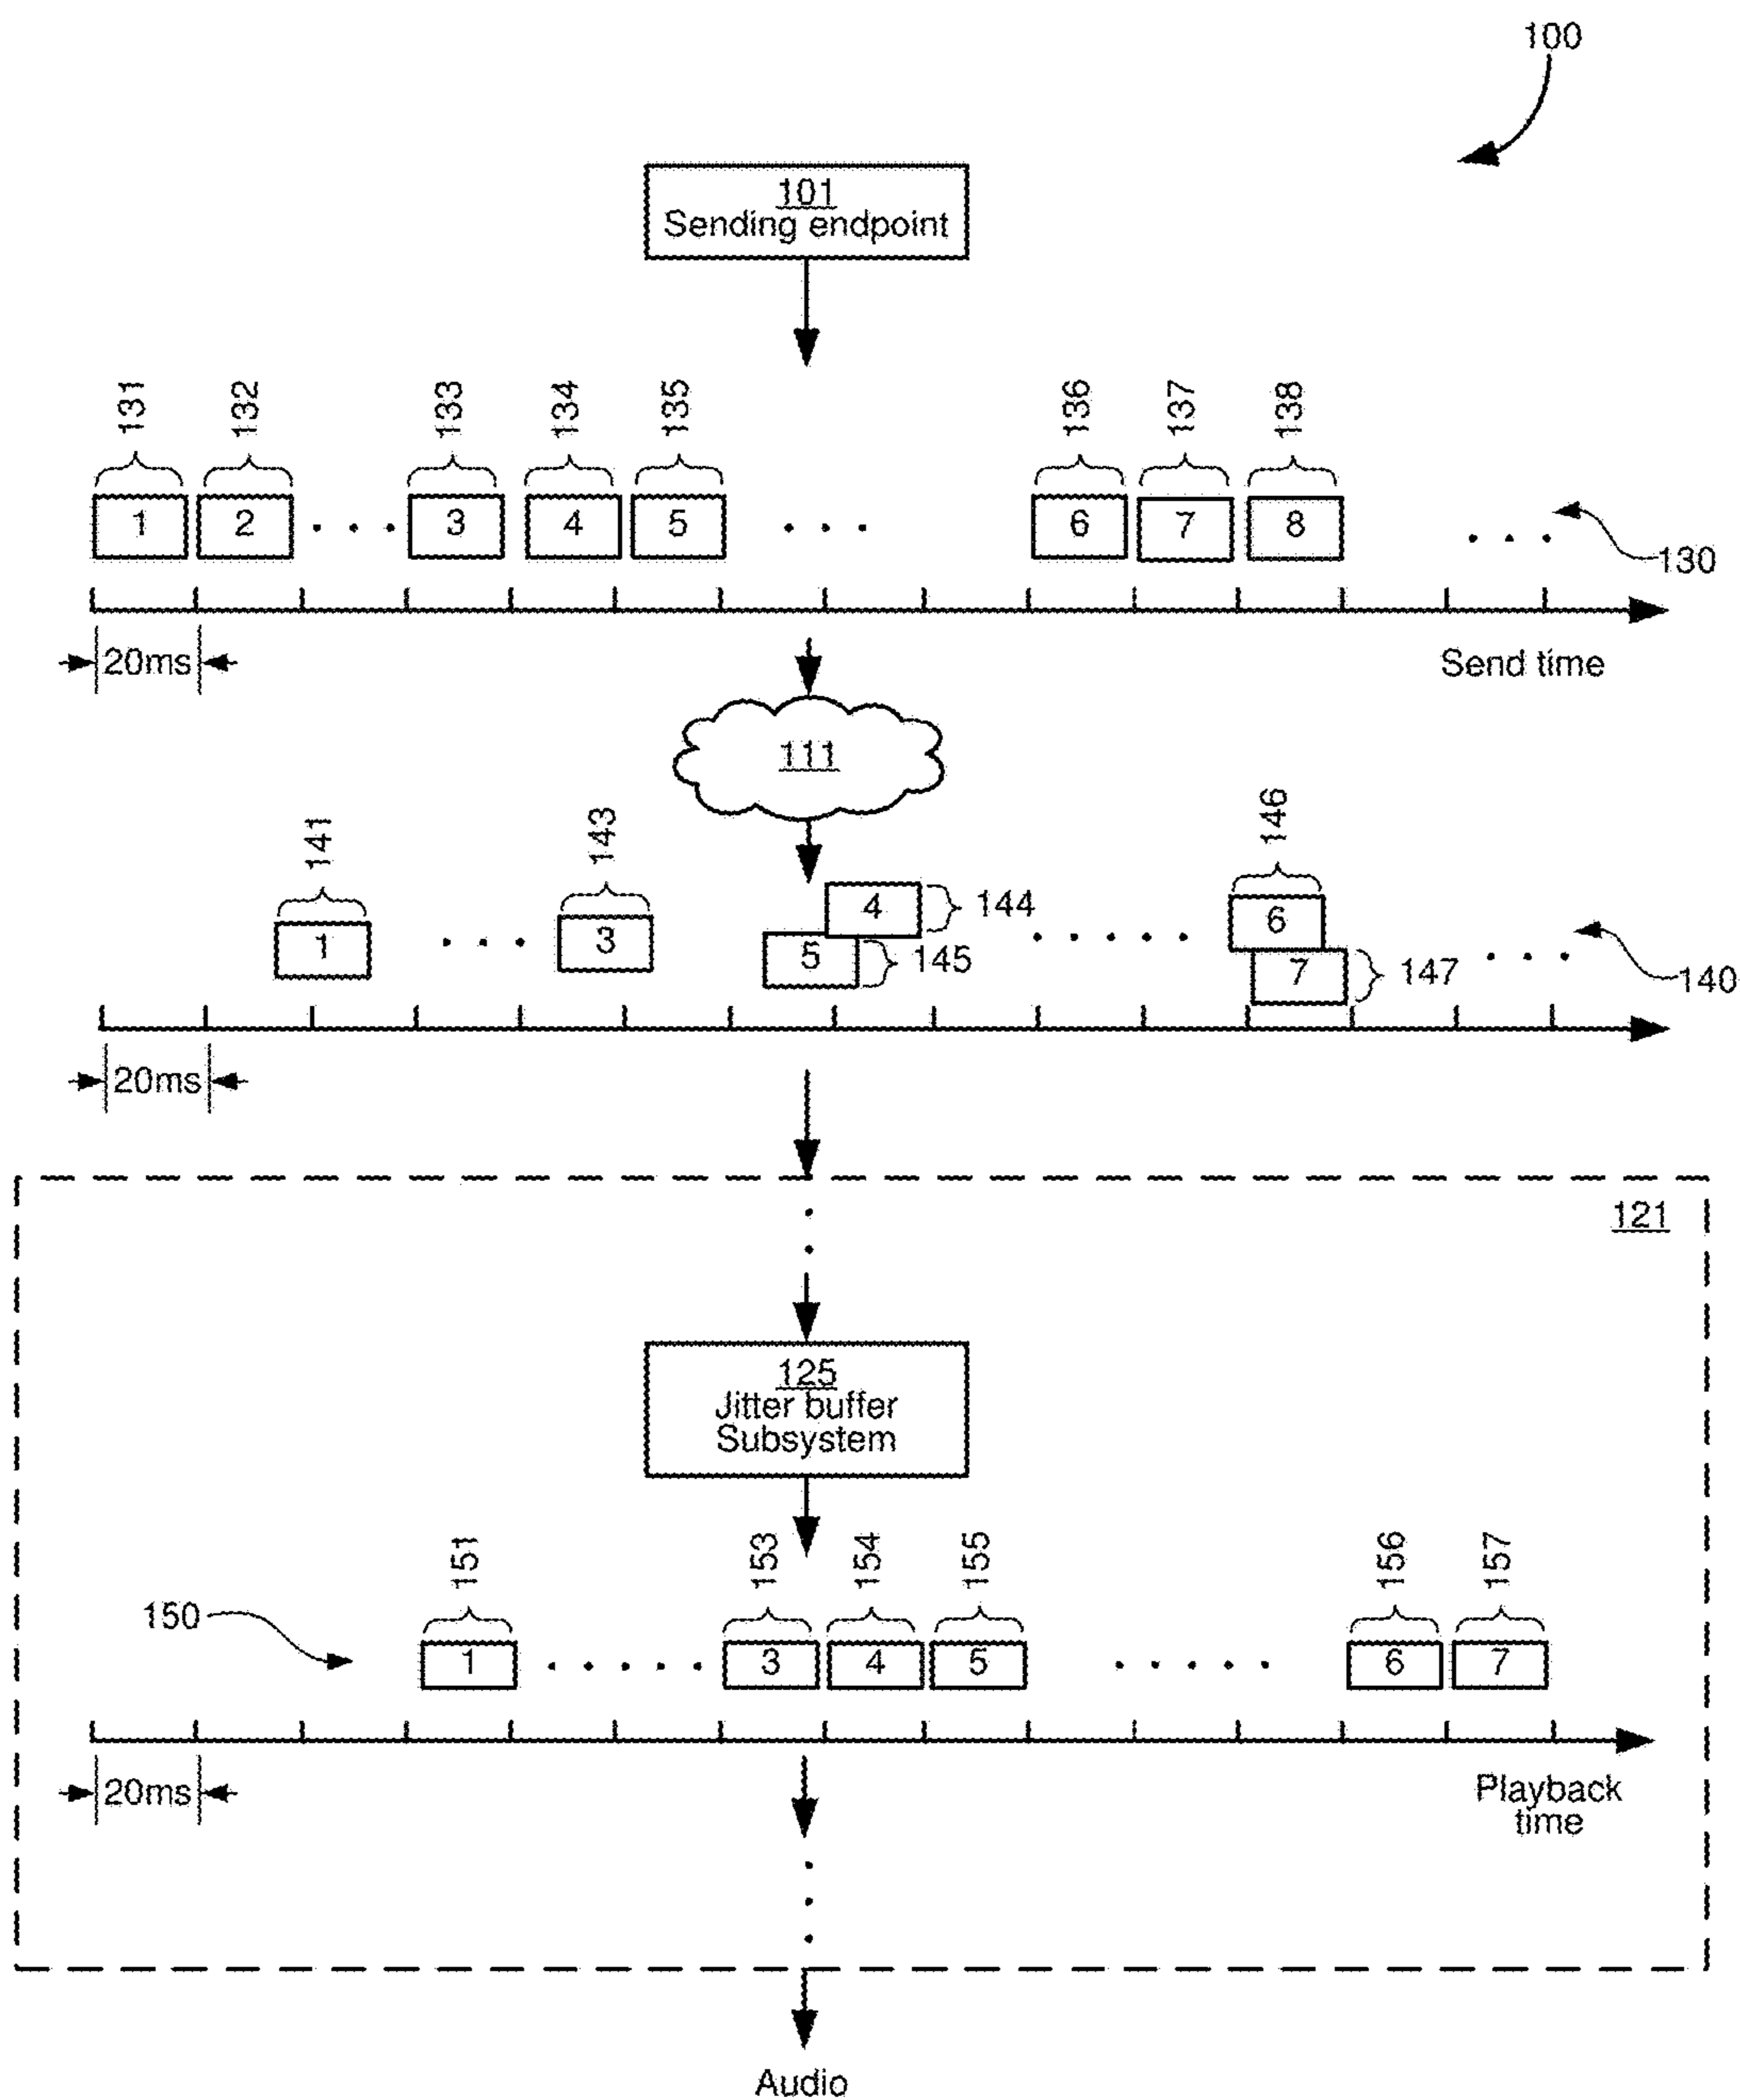 100
101
Sending endpoint
131 132 133 134 135 136 137 138
1 2 . . . 3 4 5 . . . 6 7 8 . . .
130
20ms
Send time
111
141 143 146
4 144
6
1 . . . 3 . . . . .
5 145
7 147 . . .
140
20ms
121
125
Jitter buffer
Subsystem
151 153 154 155 156 157
150
1 . . . . . 3 4 5 . . . . . 6 7
20ms
Playback
time
Audio